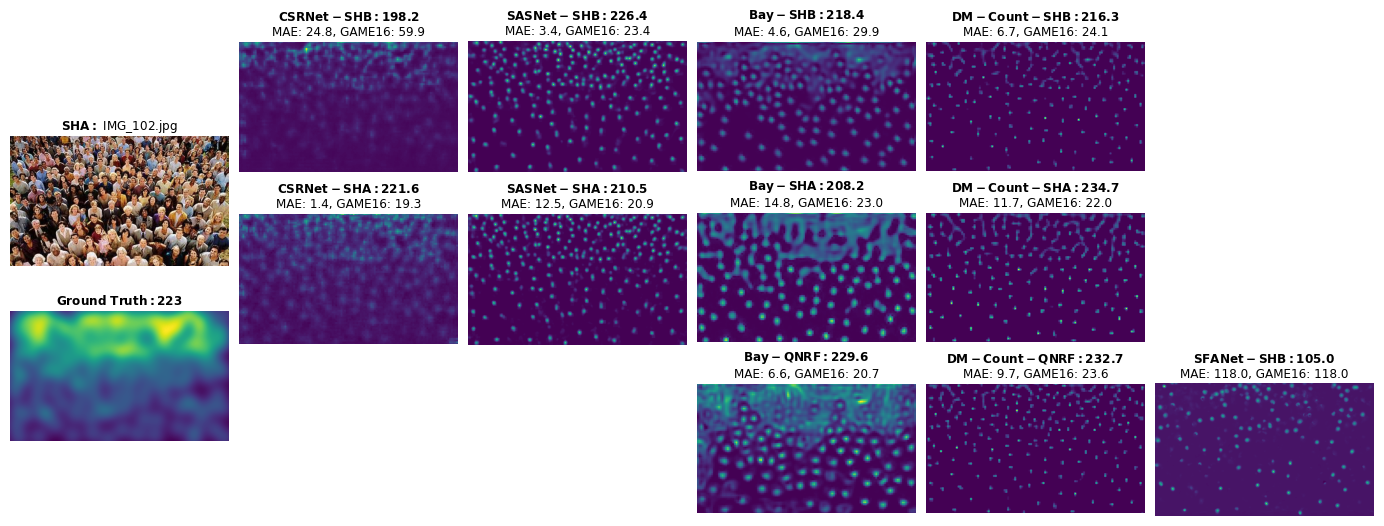 CSRNet−SHB: 198.2
MAE: 24.8, GAME16: 59.9
SASNet−SHB: 226.4
MAE: 3.4, GAME16: 23.4
Bay−SHB: 218.4
MAE: 4.6, GAME16: 29.9
DM−Count−SHB: 216.3
MAE: 6.7, GAME16: 24.1
SHA: IMG_102.jpg
CSRNet−SHA: 221.6
MAE: 1.4, GAME16: 19.3
SASNet−SHA: 210.5
MAE: 12.5, GAME16: 20.9
Bay−SHA: 208.2
MAE: 14.8, GAME16: 23.0
DM−Count−SHA: 234.7
MAE: 11.7, GAME16: 22.0
Ground Truth: 223
Bay−QNRF: 229.6
MAE: 6.6, GAME16: 20.7
DM−Count−QNRF: 232.7
MAE: 9.7, GAME16: 23.6
SFANet−SHB: 105.0
MAE: 118.0, GAME16: 118.0